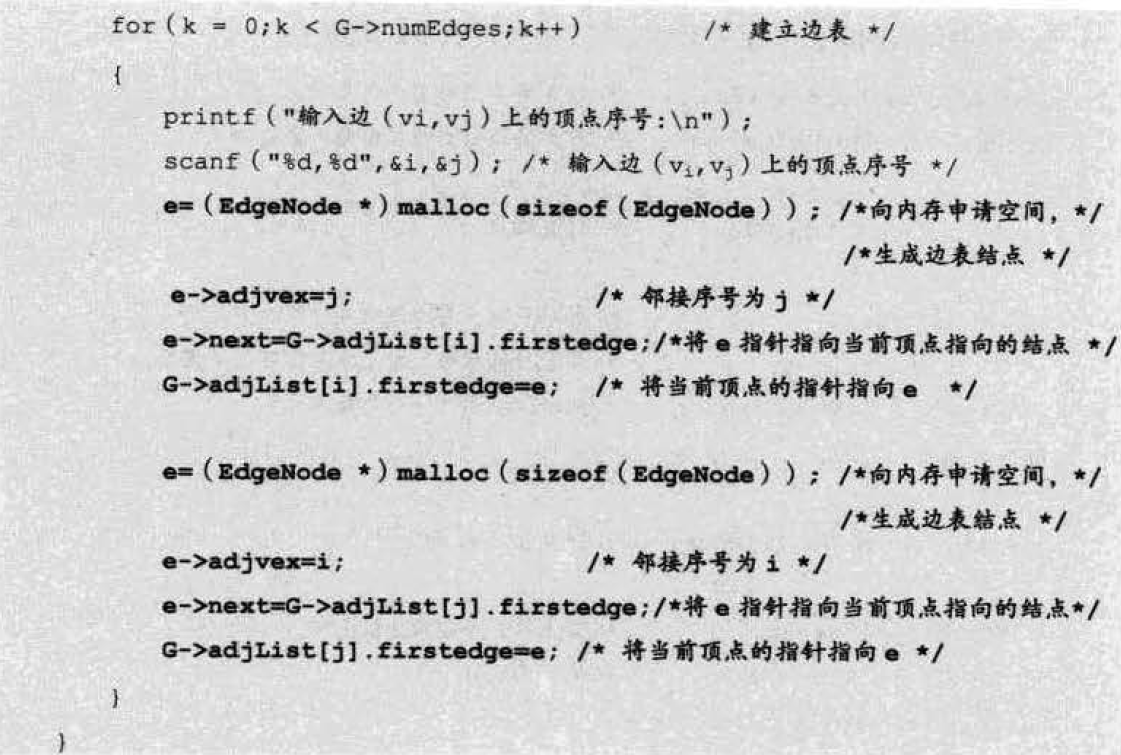 for(k = 0;k < G->numEdges;k++) /* 建立边表 */
{
printf("输入边(vi,vj)上的顶点序号:\n");
scanf("%d,%d",&i,&j); /* 输入边(vi,vj)上的顶点序号 */
e=(EdgeNode *)malloc(sizeof(EdgeNode)); /*向内存申请空间, */
/*生成边表结点 */
e->adjvex=j; /* 邻接序号为 j */
e->next=G->adjList[i].firstedge;/*将 e 指针指向当前顶点指向的结点 */
G->adjList[i].firstedge=e; /* 将当前顶点的指针指向 e */
e=(EdgeNode *)malloc(sizeof(EdgeNode)); /*向内存申请空间, */
/*生成边表结点 */
e->adjvex=i; /* 邻接序号为 i */
e->next=G->adjList[j].firstedge;/*将 e 指针指向当前顶点指向的结点*/
G->adjList[j].firstedge=e; /* 将当前顶点的指针指向 e */
}
}